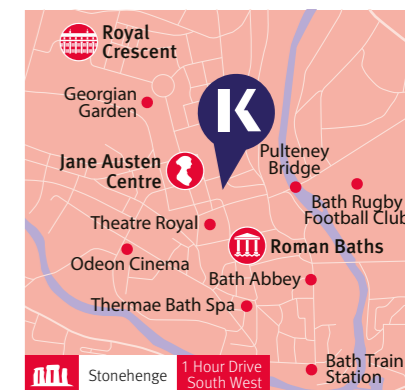 Royal
Crescent
Georgian
Garden
K
Jane Austen
Centre
Pulteney
Bridge
Bath Rugby
Football Club
Theatre Royal
Roman Baths
Odeon Cinema
Bath Abbey
Thermae Bath Spa
Bath Train
Station
Stonehenge
1 Hour Drive
South West